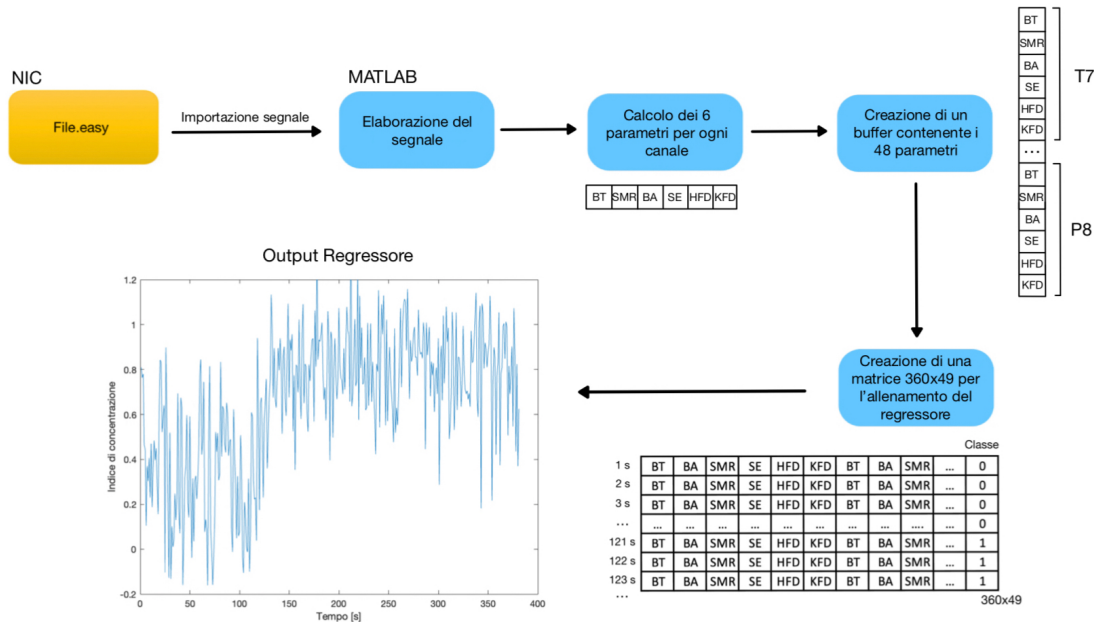 NIC
File.easy
Importazione segnale
MATLAB
Elaborazione del
segnale
Calcolo dei 6
parametri per ogni
canale
BT SMR BA SE HFD KFD
Creazione di un
buffer contenente i
48 parametri
BT
SMR
BA
SE
HFD
KFD
T7
...
BT
SMR
BA
SE
HFD
KFD
P8
Creazione di una
matrice 360x49 per
l'allenamento del
regressore
Classe
1 s BT BA SMR SE HFD KFD BT BA SMR ... 0
2 s BT BA SMR SE HFD KFD BT BA SMR ... 0
3 s BT BA SMR SE HFD KFD BT BA SMR ... 0
... ... ... ... ... ... ... ... ... .... ... 0
121 s BT BA SMR SE HFD KFD BT BA SMR ... 1
122 s BT BA SMR SE HFD KFD BT BA SMR ... 1
123 s BT BA SMR SE HFD KFD BT BA SMR ... 1
...
360x49
Output Regressore
Indice di concentrazione
1.2
1
0.8
0.6
0.4
0.2
0
-0.2
0 50 100 150 200 250 300 350 400
Tempo [s]